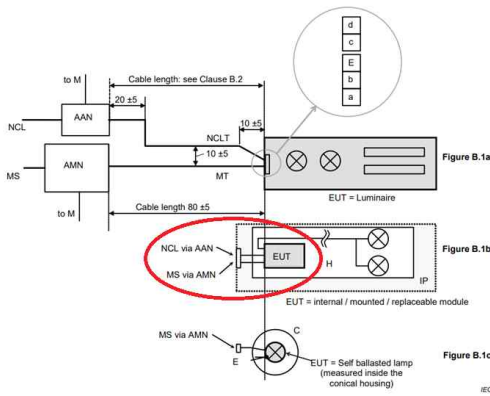 d
c
E
b
a
to M
Cable length: see Clause B.2
20 ±5
AAN
10 ±5
NCL
NCLT
AMN
10 ±5
MS
MT
Figure B.1a
EUT = Luminaire
to M
Cable length 80 ±5
NCL via AAN
EUT
H
Figure B.1b
MS via AMN
IP
EUT = internal / mounted / replaceable module
MS via AMN
C
E
EUT = Self ballasted lamp
(measured inside the
conical housing)
Figure B.1c
IEC